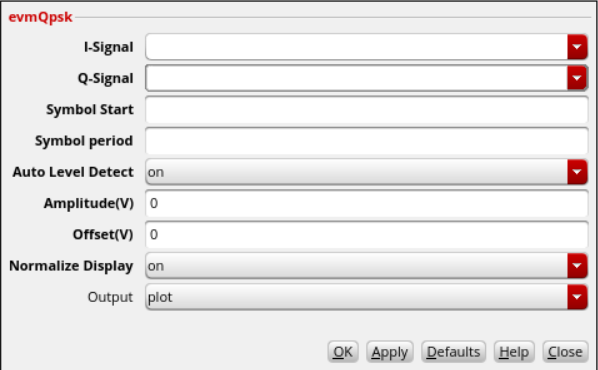 evmQpsk
I-Signal
Q-Signal
Symbol Start
Symbol period
Auto Level Detect on
Amplitude(V) 0
Offset(V) 0
Normalize Display on
Output plot
OK Apply Defaults Help Close